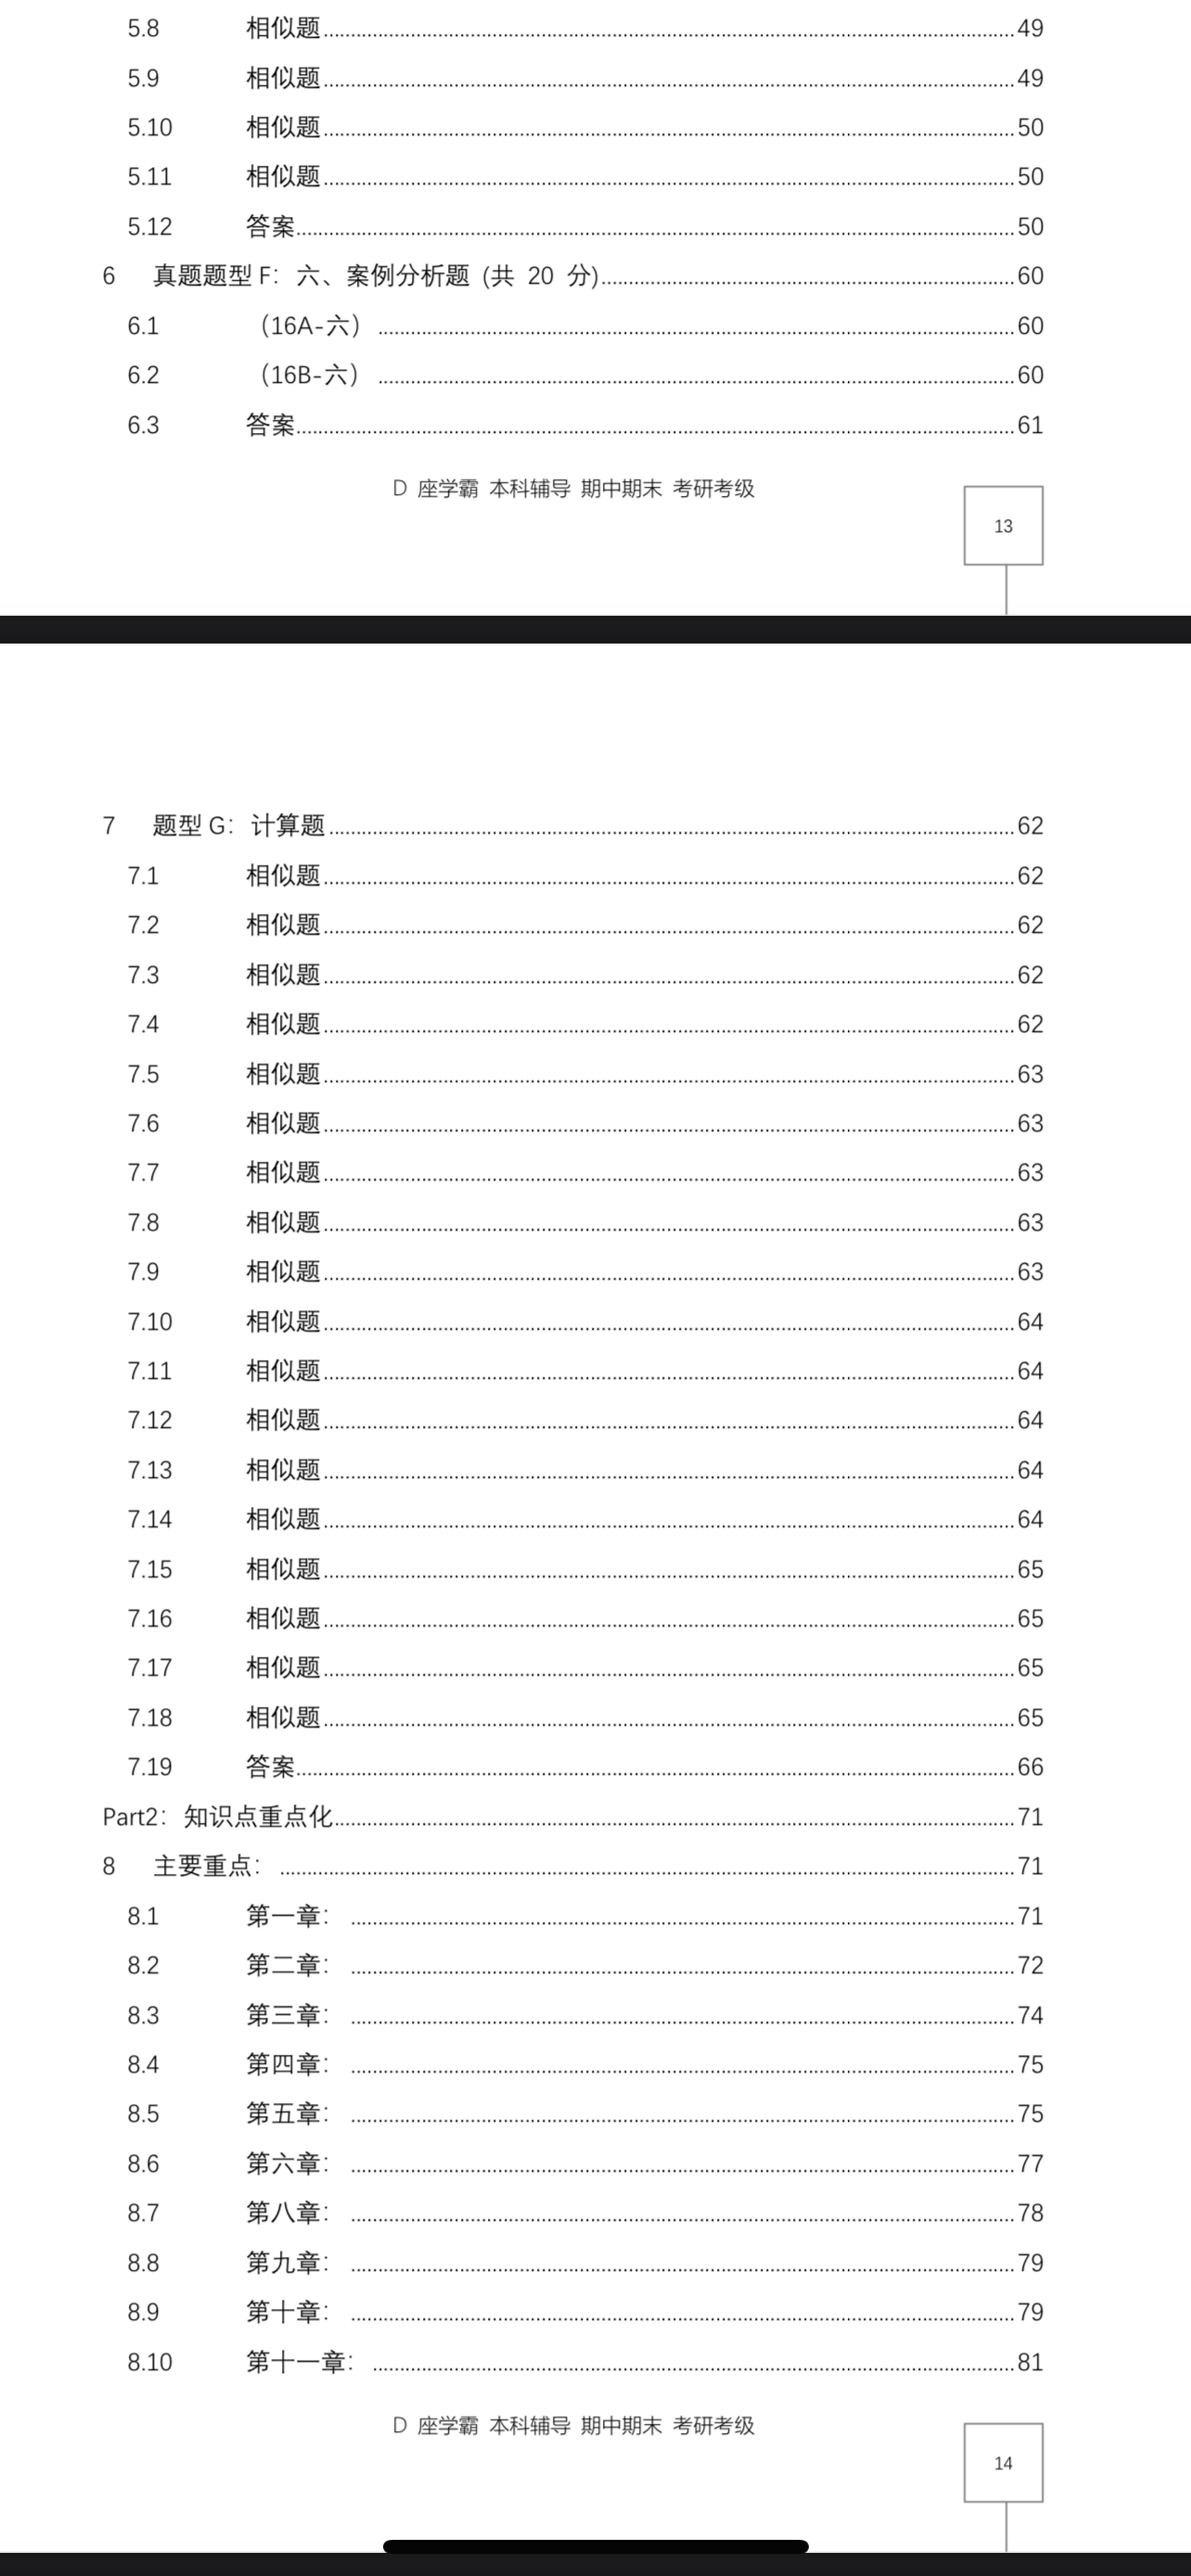 5.8 相似题 49
5.9 相似题 49
5.10 相似题 50
5.11 相似题 50
5.12 答案 50
6 真题题型 F：六、案例分析题 (共 20 分) 60
6.1 （16A-六） 60
6.2 （16B-六） 60
6.3 答案 61
D 座学霸 本科辅导 期中期末 考研考级
13
7 题型 G：计算题 62
7.1 相似题 62
7.2 相似题 62
7.3 相似题 62
7.4 相似题 62
7.5 相似题 63
7.6 相似题 63
7.7 相似题 63
7.8 相似题 63
7.9 相似题 63
7.10 相似题 64
7.11 相似题 64
7.12 相似题 64
7.13 相似题 64
7.14 相似题 64
7.15 相似题 65
7.16 相似题 65
7.17 相似题 65
7.18 相似题 65
7.19 答案 66
Part2：知识点重点化 71
8 主要重点： 71
8.1 第一章： 71
8.2 第二章： 72
8.3 第三章： 74
8.4 第四章： 75
8.5 第五章： 75
8.6 第六章： 77
8.7 第八章： 78
8.8 第九章： 79
8.9 第十章： 79
8.10 第十一章： 81
D 座学霸 本科辅导 期中期末 考研考级
14